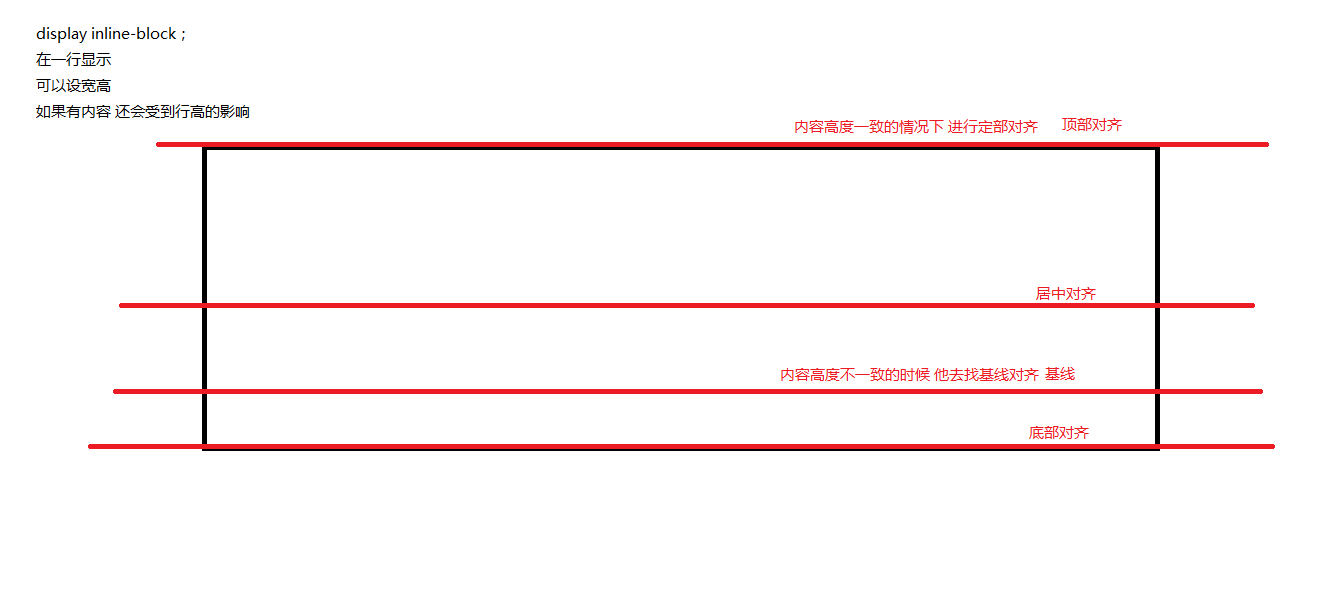 display inline-block；
在一行显示
可以设宽高
如果有内容 还会受到行高的影响
内容高度一致的情况下 进行定部对齐 顶部对齐
居中对齐
内容高度不一致的时候 他去找基线对齐 基线
底部对齐